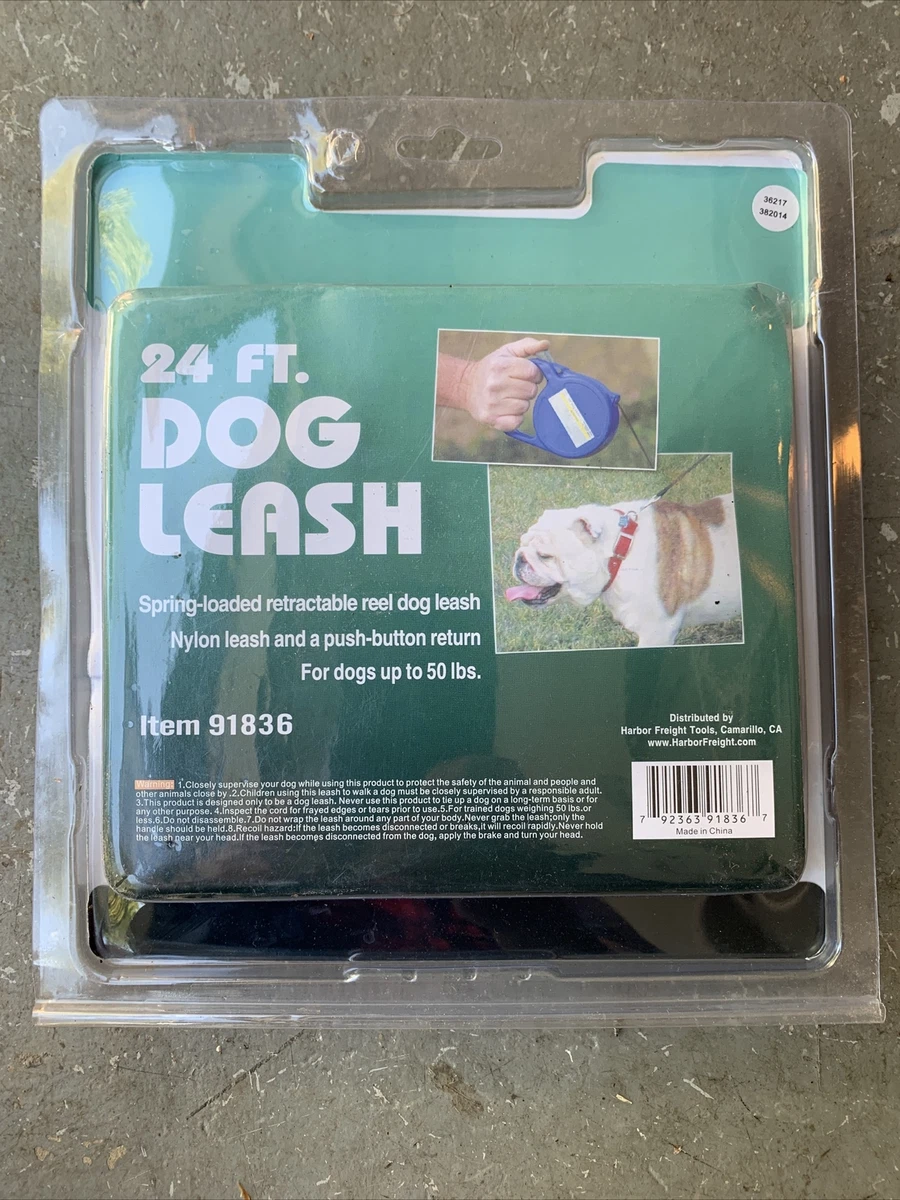 36217
382014
24 FT.
DOG
LEASH
Spring-loaded retractable reel dog leash
Nylon leash and a push-button return
For dogs up to 50 lbs.
Item 91836
Distributed by
Harbor Freight Tools, Camarillo, CA
www.HarborFreight.com
Warning: 1.Closely supervise your dog while using this product to protect the safety of the animal and people and
other animals close by .2.Children using this leash to walk a dog must be closely supervised by a responsible adult.
3.This product is designed only to be a dog leash. Never use this product to tie up a dog on a long-term basis or for
any other purpose. 4.Inspect the cord for frayed edges or tears prior to use.5.For trained dogs weighing 50 lbs.or
less.6.Do not disassemble.7.Do not wrap the leash around any part of your body.Never grab the leash;only the
handle should be held.8.Recoil hazard:If the leash becomes disconnected or breaks,it will recoil rapidly.Never hold
the leash near your head.If the leash becomes disconnected from the dog, apply the brake and turn your head.
7 92363 91836 7
Made in China